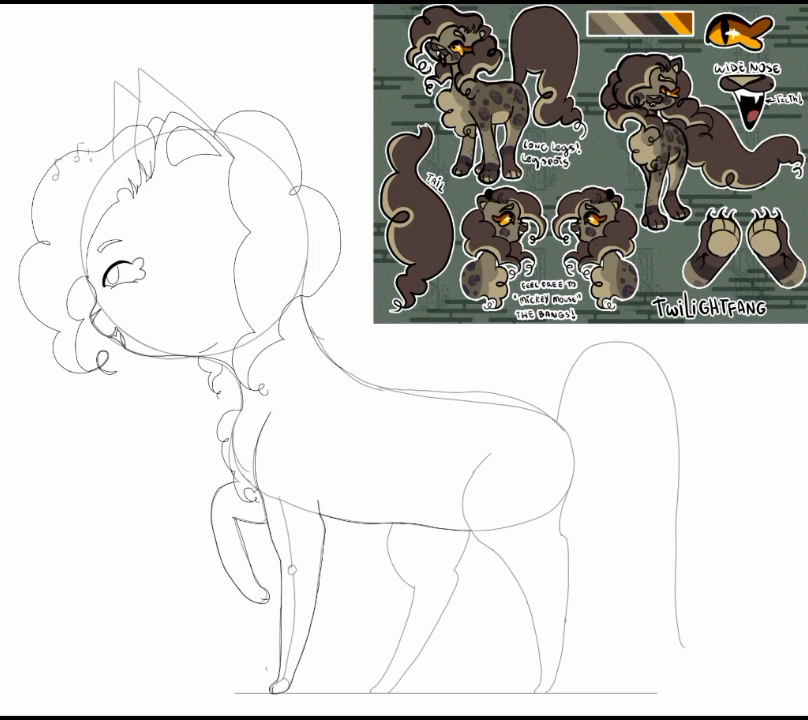 WIDE NOSE
←TEETH!
LONG LEGS!
LEG SPOTS
TAIL
FEEL FREE TO
"MICKEY MOUSE"
THE BANGS!
TWiLiGHTFANG